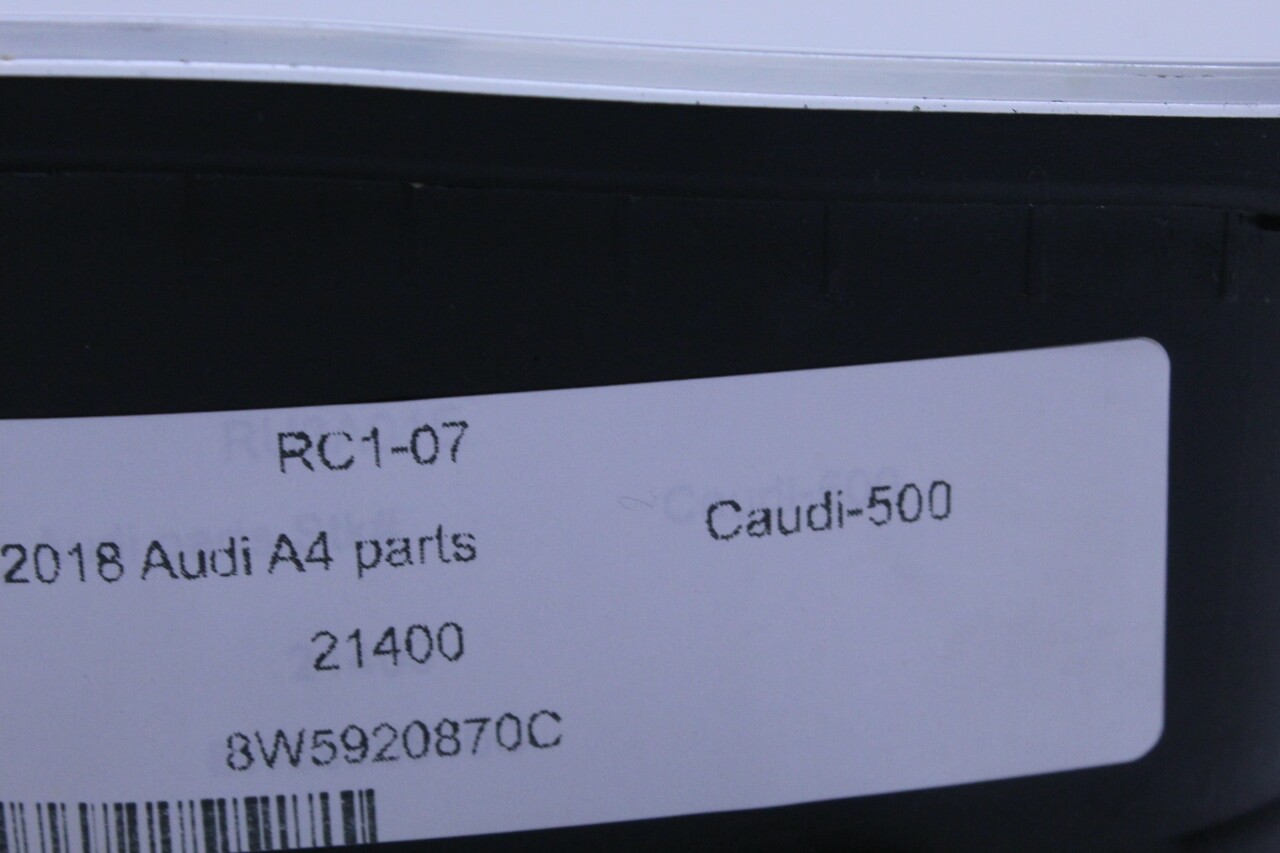 RC1-07
Caudi-500
2018 Audi A4 parts
21400
8W5920870C